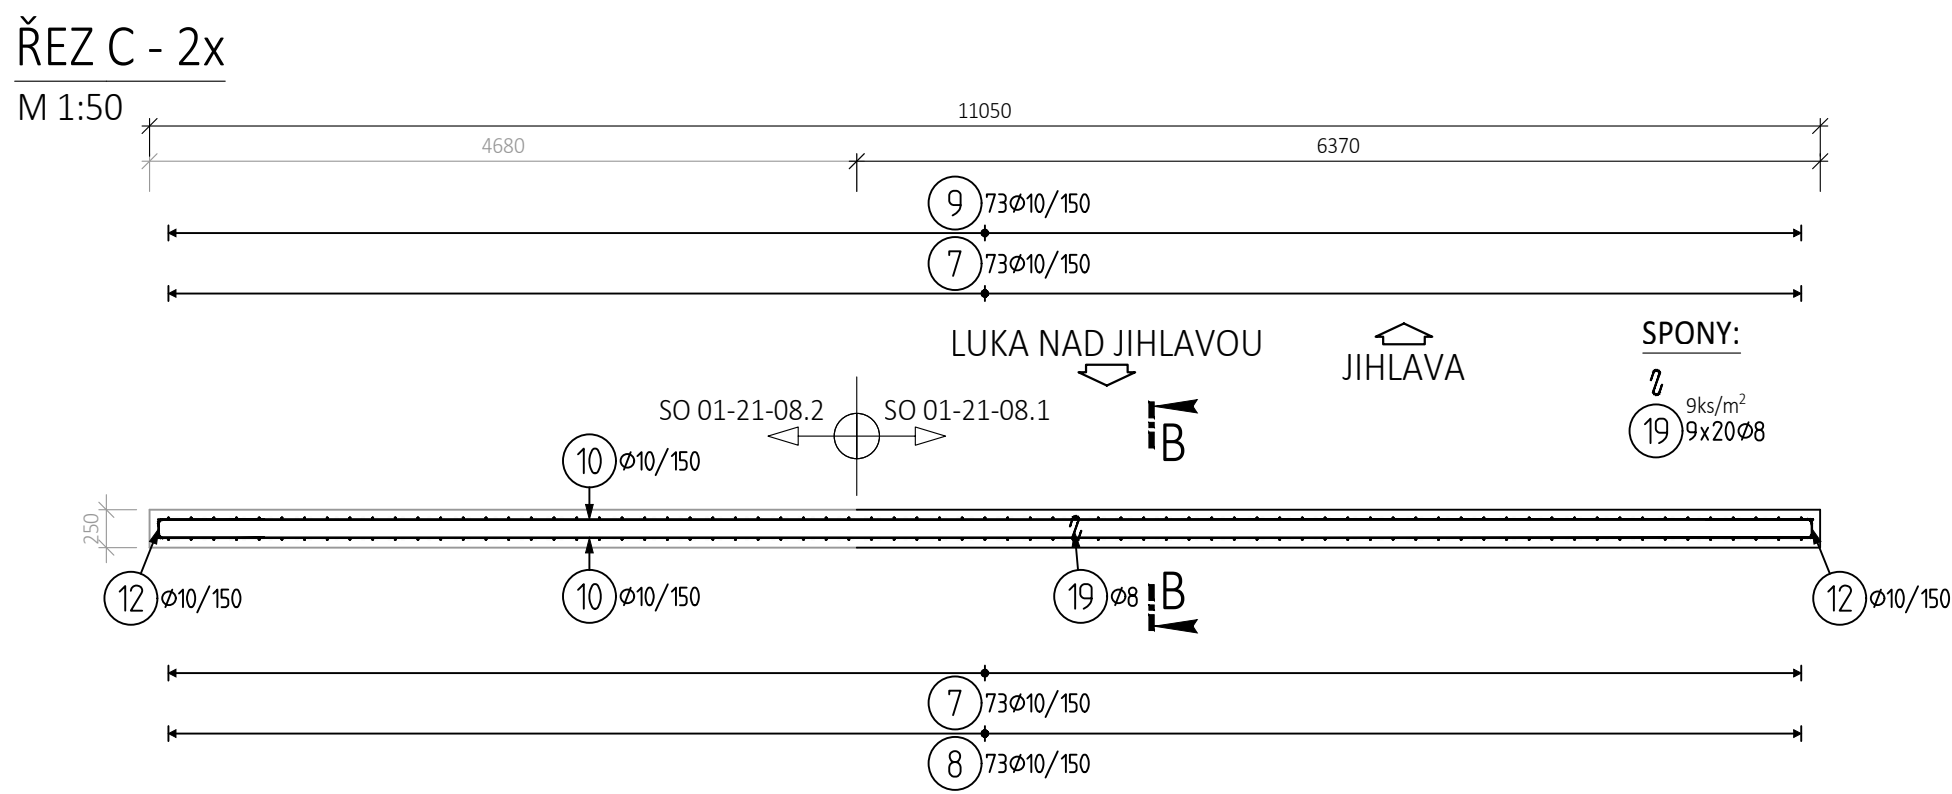 ŘEZ C - 2x
M 1:50
11050
4680
6370
9 73Ø10/150
7 73Ø10/150
LUKA NAD JIHLAVOU
JIHLAVA
SPONY:
9ks/m²
19 9x20Ø8
SO 01-21-08.2
SO 01-21-08.1
B
10 Ø10/150
250
12 Ø10/150
10 Ø10/150
19 Ø8
B
12 Ø10/150
7 73Ø10/150
8 73Ø10/150